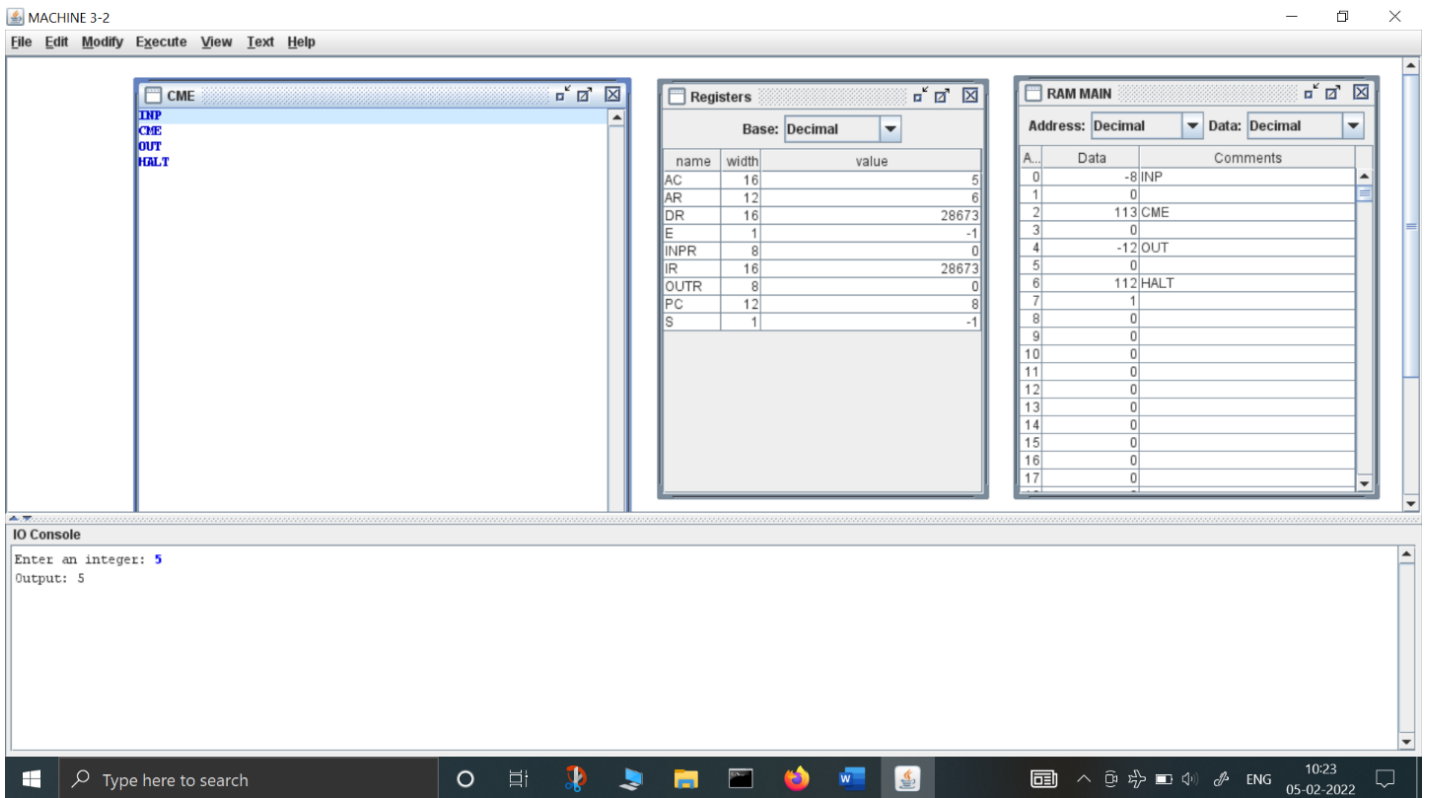 MACHINE 3-2
File Edit Modify Execute View Text Help
CME
INP
CME
OUT
HALT
Registers
Base: Decimal
name width value
AC 16 5
AR 12 6
DR 16 28673
E 1 -1
INPR 8 0
IR 16 28673
OUTR 8 0
PC 12 8
S 1 -1
RAM MAIN
Address: Decimal Data: Decimal
A... Data Comments
0 -8 INP
1 0
2 113 CME
3 0
4 -12 OUT
5 0
6 112 HALT
7 1
8 0
9 0
10 0
11 0
12 0
13 0
14 0
15 0
16 0
17 0
IO Console
Enter an integer: 5
Output: 5
Type here to search
ENG
10:23
05-02-2022